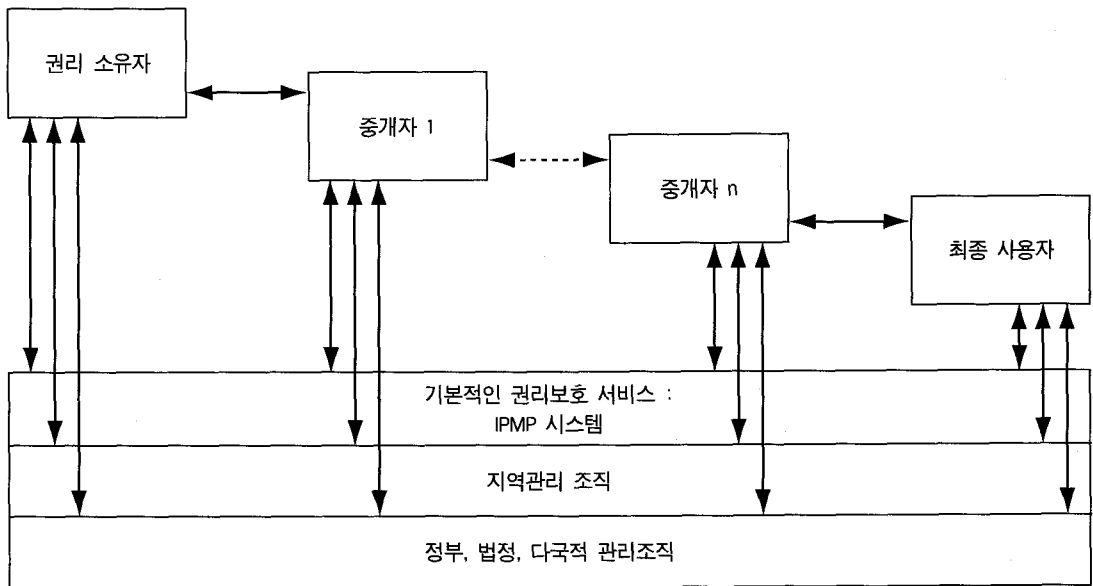 권리 소유자
중개자 1
중개자 n
최종 사용자
기본적인 권리보호 서비스 :
IPMP 시스템
지역관리 조직
정부, 법정, 다국적 관리조직